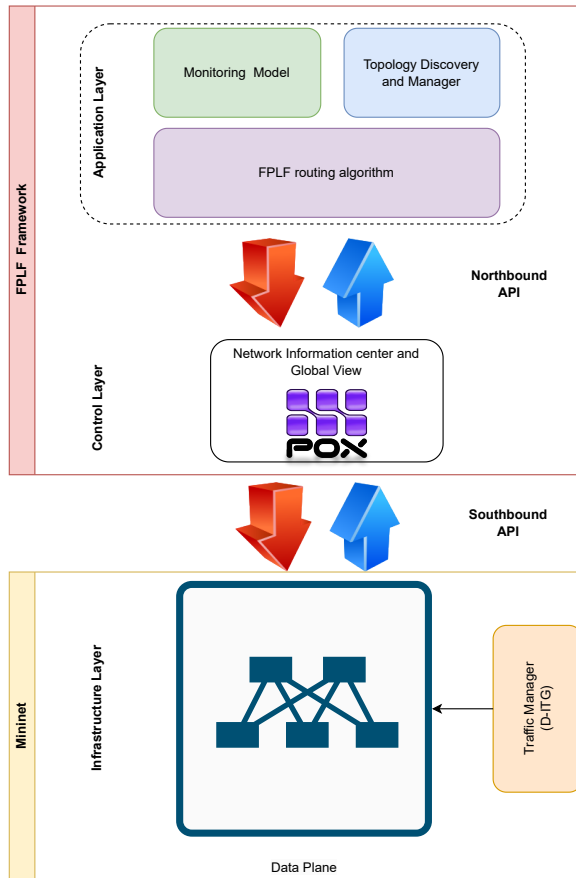 FPLF Framework
Application Layer
Monitoring Model
Topology Discovery
and Manager
FPLF routing algorithm
Northbound
API
Control Layer
Network Information center and
Global View
POX
Southbound
API
Mininet
Infrastructure Layer
Traffic Manager
(D-ITG)
Data Plane